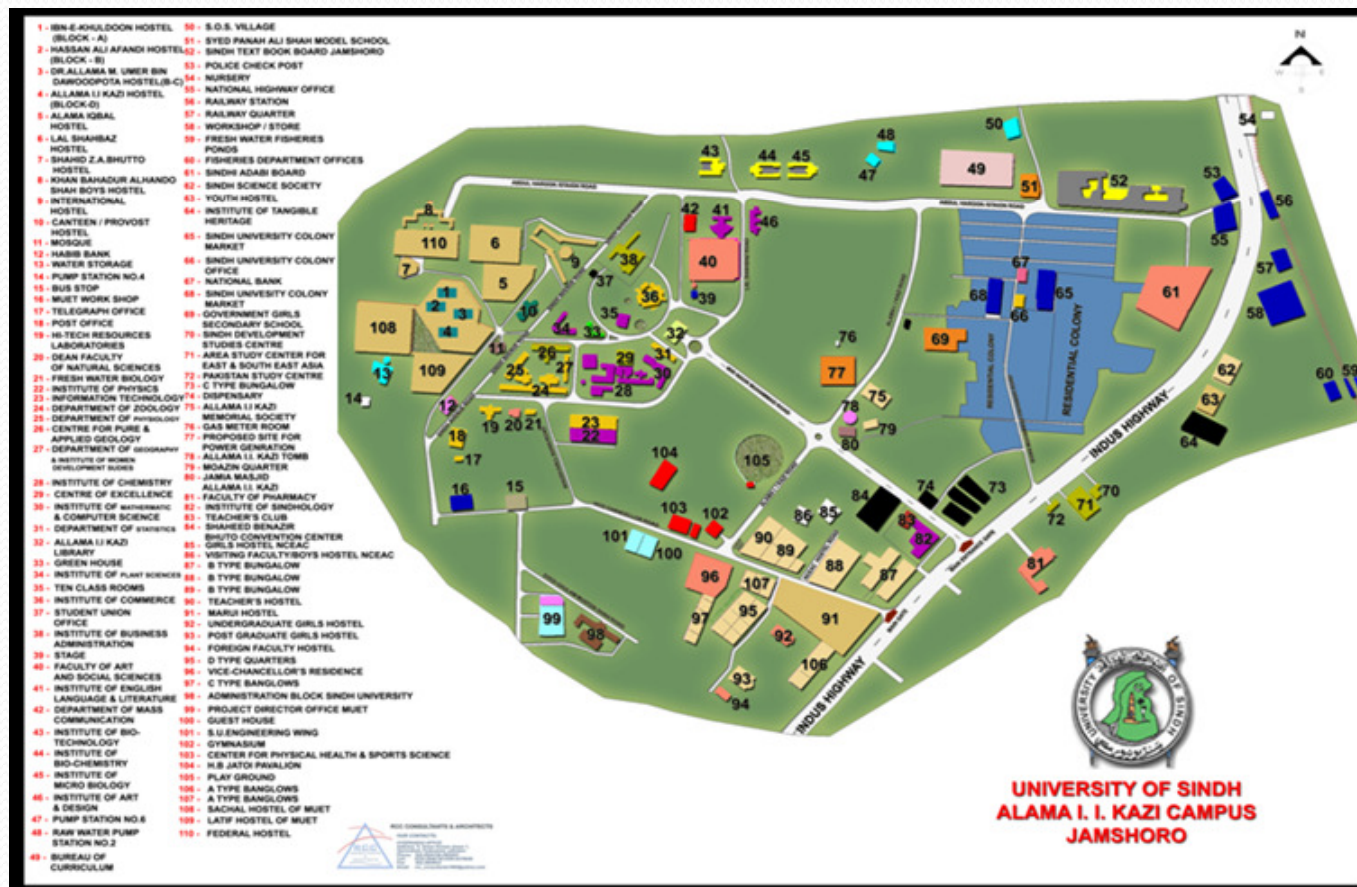 1 - IBN-E-KHULDOON HOSTEL
(BLOCK - A)
2 - HASSAN ALI AFANDI HOSTEL
(BLOCK - B)
3 - DR.ALLAMA M. UMER BIN
DAWOODPOTA HOSTEL(B-C)
4 - ALLAMA I.I KAZI HOSTEL
(BLOCK-D)
5 - ALAMA IQBAL
HOSTEL
6 - LAL SHAHBAZ
HOSTEL
7 - SHAHID Z.A.BHUTTO
HOSTEL
8 - KHAN BAHADUR ALHANDO
SHAH BOYS HOSTEL
9 - INTERNATIONAL
HOSTEL
10 - CANTEEN / PROVOST
HOSTEL
11 - MOSQUE
12 - HABIB BANK
13 - WATER STORAGE
14 - PUMP STATION NO.4
15 - BUS STOP
16 - MUET WORK SHOP
17 - TELEGRAPH OFFICE
18 - POST OFFICE
19 - HI-TECH RESOURCES
LABORATORIES
20 - DEAN FACULTY
OF NATURAL SCIENCES
21 - FRESH WATER BIOLOGY
22 - INSTITUTE OF PHYSICS
23 - INFORMATION TECHNOLOGY
24 - DEPARTMENT OF ZOOLOGY
25 - DEPARTMENT OF PHYSIOLOGY
26 - CENTRE FOR PURE &
APPLIED GEOLOGY
27 - DEPARTMENT OF GEOGRAPHY
& INSTITUTE OF WOMEN
DEVELOPMENT SUDIES
28 - INSTITUTE OF CHEMISTRY
29 - CENTRE OF EXCELLENCE
30 - INSTITUTE OF MATHERMATIC
& COMPUTER SCIENCE
31 - DEPARTMENT OF STATISTICS
32 - ALLAMA I.I KAZI
LIBRARY
33 - GREEN HOUSE
34 - INSTITUTE OF PLANT SCIENCES
35 - TEN CLASS ROOMS
36 - INSTITUTE OF COMMERCE
37 - STUDENT UNION
OFFICE
38 - INSTITUTE OF BUSINESS
ADMINISTRATION
39 - STAGE
40 - FACULTY OF ART
AND SOCIAL SCIENCES
41 - INSTITUTE OF ENGLISH
LANGUAGE & LITERATURE
42 - DEPARTMENT OF MASS
COMMUNICATION
43 - INSTITUTE OF BIO-
TECHNOLOGY
44 - INSTITUTE OF
BIO-CHEMISTRY
45 - INSTITUTE OF
MICRO BIOLOGY
46 - INSTITUTE OF ART
& DESIGN
47 - PUMP STATION NO.6
48 - RAW WATER PUMP
STATION NO.2
49 - BUREAU OF
CURRICULUM
50 - S.O.S. VILLAGE
51 - SYED PANAH ALI SHAH MODEL SCHOOL
52 - SINDH TEXT BOOK BOARD JAMSHORO
53 - POLICE CHECK POST
54 - NURSERY
55 - NATIONAL HIGHWAY OFFICE
56 - RAILWAY STATION
57 - RAILWAY QUARTER
58 - WORKSHOP / STORE
59 - FRESH WATER FISHERIES
PONDS
60 - FISHERIES DEPARTMENT OFFICES
61 - SINDHI ADABI BOARD
62 - SINDH SCIENCE SOCIETY
63 - YOUTH HOSTEL
64 - INSTITUTE OF TANGIBLE
HERITAGE
65 - SINDH UNIVERSITY COLONY
MARKET
66 - SINDH UNIVERSITY COLONY
OFFICE
67 - NATIONAL BANK
68 - SINDH UNIVESITY COLONY
MARKET
69 - GOVERNMENT GIRLS
SECONDARY SCHOOL
70 - SINDH DEVELOPMENT
STUDIES CENTRE
71 - AREA STUDY CENTER FOR
EAST & SOUTH EAST ASIA
72 - PAKISTAN STUDY CENTRE
73 - C TYPE BUNGALOW
74 - DISPENSARY
75 - ALLAMA I.I KAZI
MEMORIAL SOCIETY
76 - GAS METER ROOM
77 - PROPOSED SITE FOR
POWER GENRATION
78 - ALLAMA I.I. KAZI TOMB
79 - MOAZIN QUARTER
80 - JAMIA MASJID
ALLAMA I.I. KAZI
81 - FACULTY OF PHARMACY
82 - INSTITUTE OF SINDHOLOGY
83 - TEACHER'S CLUB
84 - SHAHEED BENAZIR
BHUTO CONVENTION CENTER
85 - GIRLS HOSTEL NCEAC
86 - VISITING FACULTY/BOYS HOSTEL NCEAC
87 - B TYPE BUNGALOW
88 - B TYPE BUNGALOW
89 - B TYPE BUNGALOW
90 - TEACHER'S HOSTEL
91 - MARUI HOSTEL
92 - UNDERGRADUATE GIRLS HOSTEL
93 - POST GRADUATE GIRLS HOSTEL
94 - FOREIGN FACULTY HOSTEL
95 - D TYPE QUARTERS
96 - VICE-CHANCELLOR'S RESIDENCE
97 - C TYPE BANGLOWS
98 - ADMINISTRATION BLOCK SINDH UNIVERSITY
99 - PROJECT DIRECTOR OFFICE MUET
100 - GUEST HOUSE
101 - S.U.ENGINEERING WING
102 - GYMNASIUM
103 - CENTER FOR PHYSICAL HEALTH & SPORTS SCIENCE
104 - H.B JATOI PAVALION
105 - PLAY GROUND
106 - A TYPE BANGLOWS
107 - A TYPE BANGLOWS
108 - SACHAL HOSTEL OF MUET
109 - LATIF HOSTEL OF MUET
110 - FEDERAL HOSTEL
N
W E
S
RESIDENTIAL COLONY
RESIDENTIAL COLONY
INDUS HIGHWAY
INDUS HIGHWAY
MAIN GATE
RCC CONSULTANTS & ARCHITECTS
UNIVERSITY OF SINDH
UNIVERSITY OF SINDH
ALAMA I. I. KAZI CAMPUS
JAMSHORO